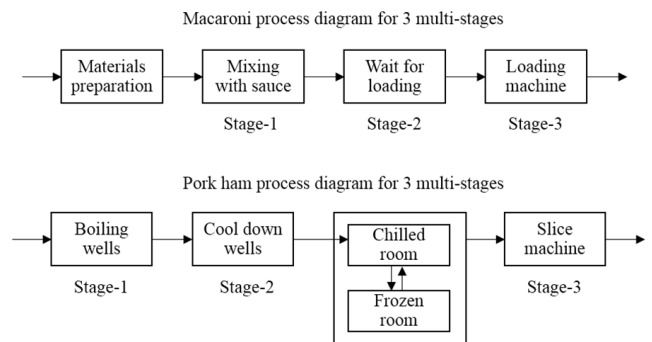 Macaroni process diagram for 3 multi-stages
Materials
preparation
Mixing
with sauce
Wait for
loading
Loading
machine
Stage-1
Stage-2
Stage-3
Pork ham process diagram for 3 multi-stages
Boiling
wells
Cool down
wells
Chilled
room
Frozen
room
Slice
machine
Stage-1
Stage-2
Stage-3